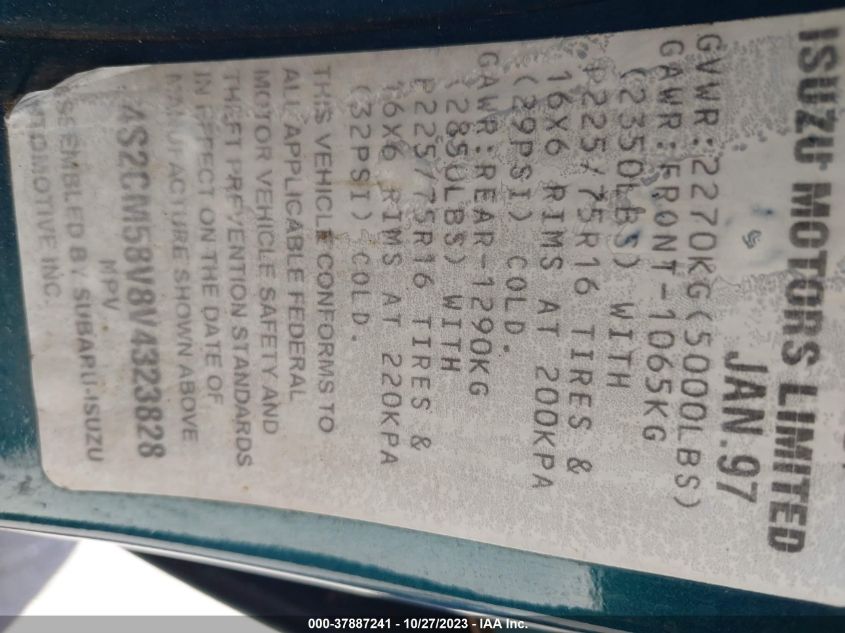 ISUZU MOTORS LIMITED
JAN.97
GVWR:2270KG(5000LBS)
GAWR:FRONT-1065KG
(2350LBS) WITH
P225/75R16 TIRES &
16X6 RIMS AT 200KPA
(29PSI) COLD.
GAWR:REAR-1290KG
(2850LBS) WITH
P225/75R16 TIRES &
16X6 RIMS AT 220KPA
(32PSI) COLD.
THIS VEHICLE CONFORMS TO
ALL APPLICABLE FEDERAL
MOTOR VEHICLE SAFETY AND
THEFT PREVENTION STANDARDS
IN EFFECT ON THE DATE OF
MANUFACTURE SHOWN ABOVE.
4S2CM58V8V4323828
MPV
SSEMBLED BY SUBARU-ISUZU
TOMOTIVE INC.
000-37887241 - 10/27/2023 - IAA Inc.